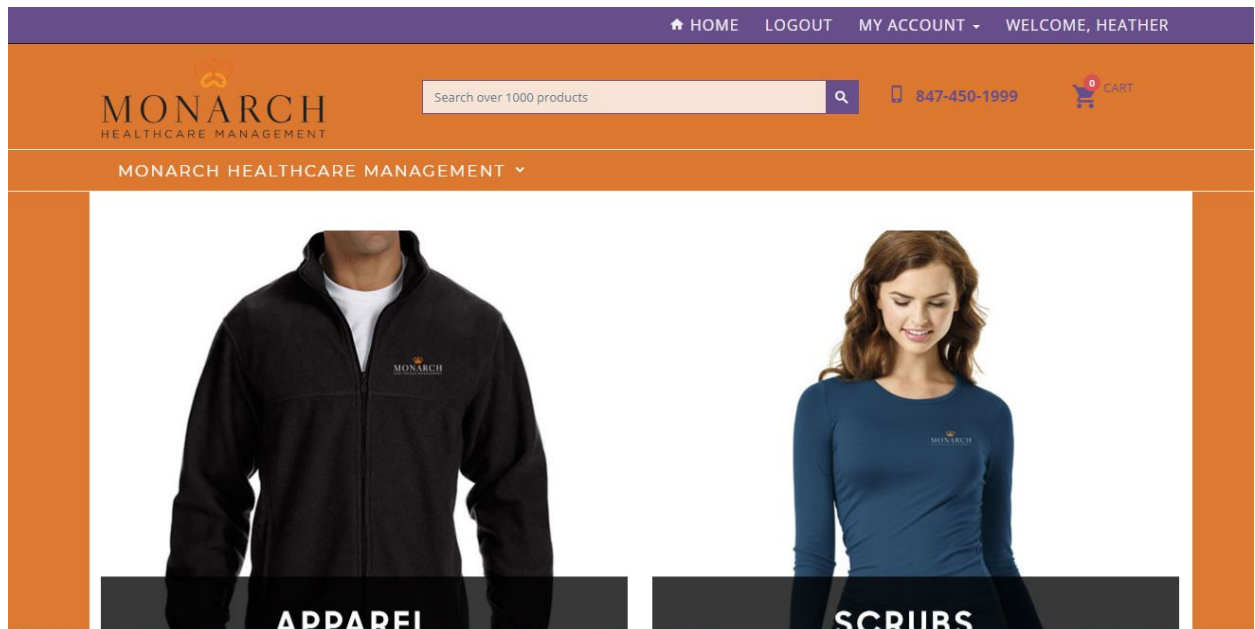 HOME LOGOUT MY ACCOUNT WELCOME, HEATHER
MONARCH
HEALTHCARE MANAGEMENT
Search over 1000 products
847-450-1999
0
CART
MONARCH HEALTHCARE MANAGEMENT
MONARCH
MONARCH
APPAREL
SCRUBS